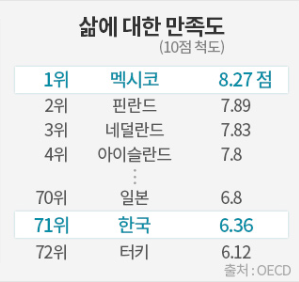 삶에 대한 만족도
(10점 척도)
1위 멕시코 8.27 점
2위 핀란드 7.89
3위 네덜란드 7.83
4위 아이슬란드 7.8
⋮
70위 일본 6.8
71위 한국 6.36
72위 터키 6.12
출처 : OECD